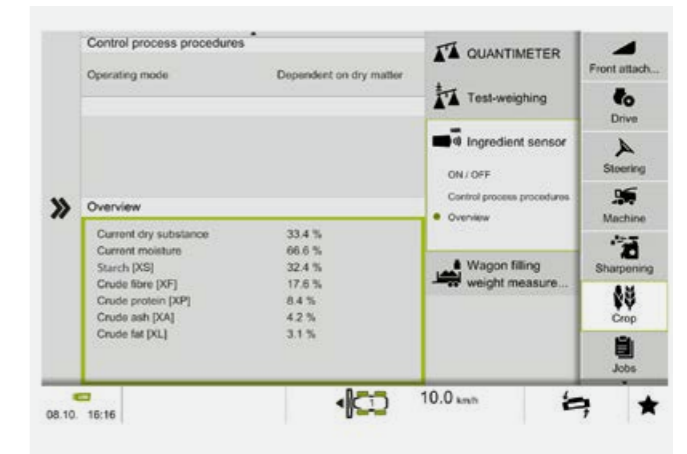 Control process procedures
Operating mode Dependent on dry matter
Overview
Current dry substance 33.4 %
Current moisture 66.6 %
Starch [XS] 32.4 %
Crude fibre [XF] 17.6 %
Crude protein [XP] 8.4 %
Crude ash [XA] 4.2 %
Crude fat [XL] 3.1 %
QUANTIMETER
Test-weighing
Ingredient sensor
ON / OFF
Control process procedures
Overview
Wagon filling
weight measure...
Front attach...
Drive
Steering
Machine
Sharpening
Crop
Jobs
08.10. 16:16
1
10.0 km/h